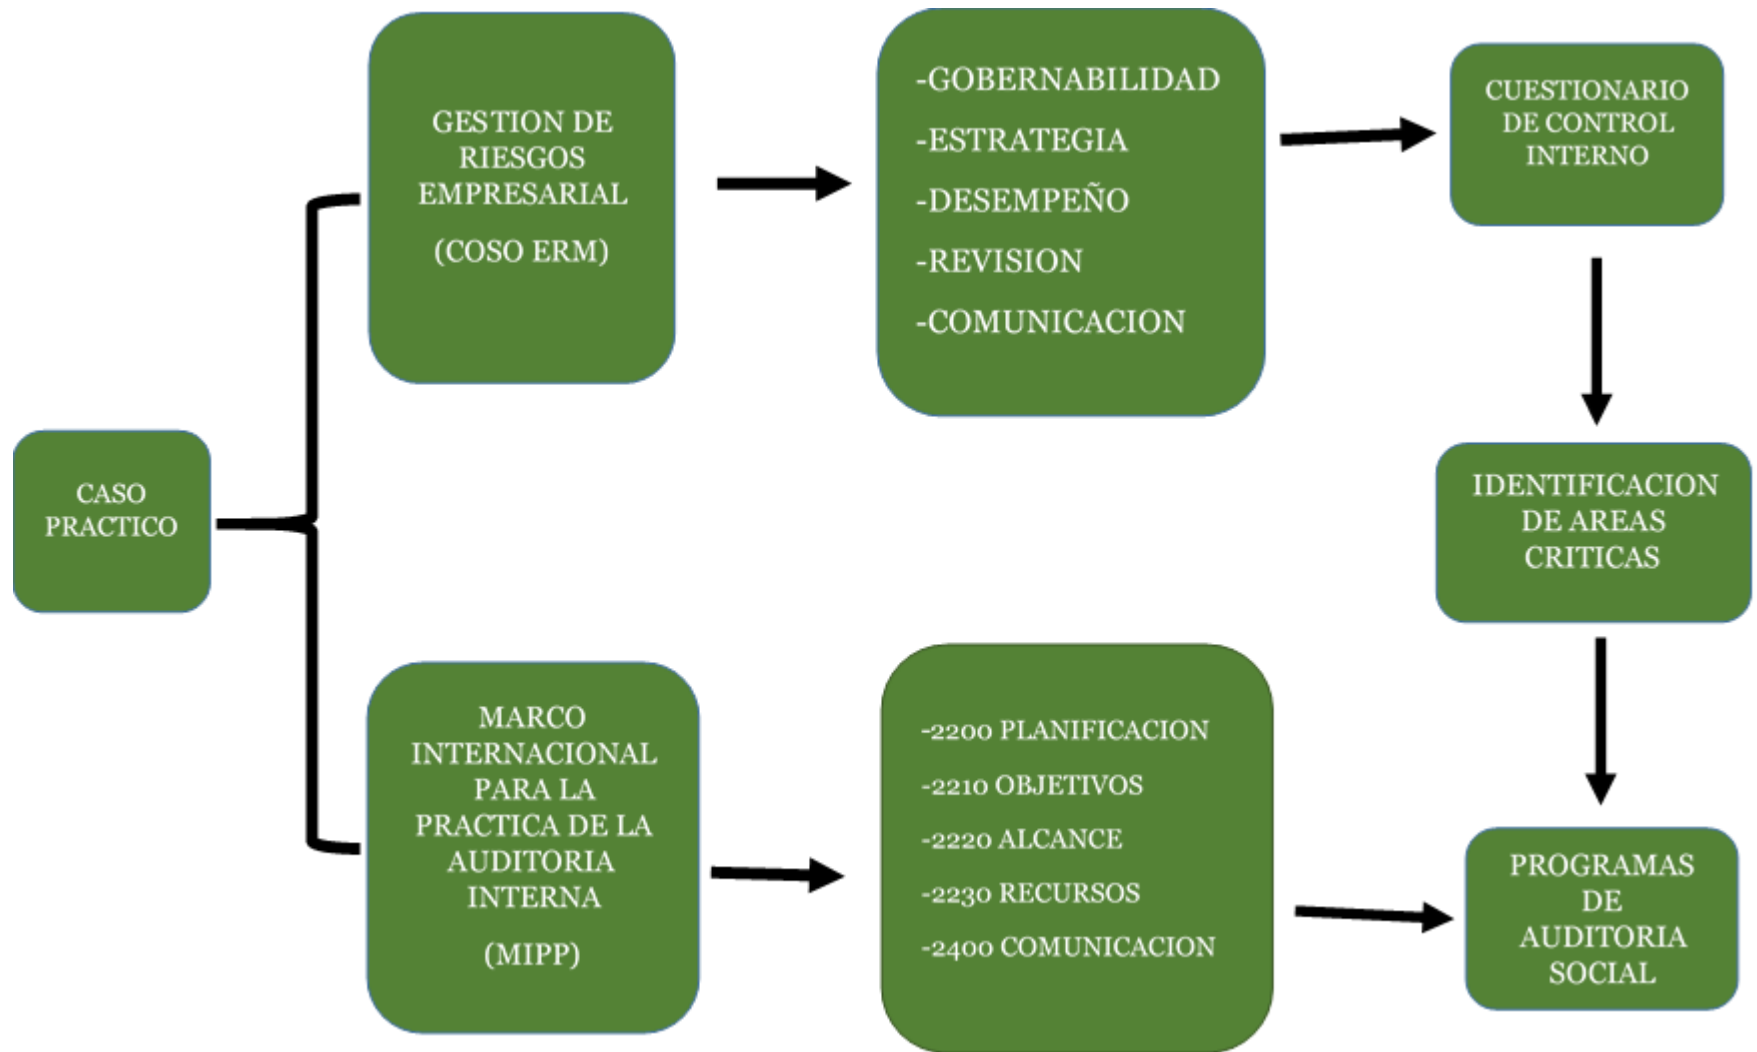 CASO
PRACTICO
GESTION DE
RIESGOS
EMPRESARIAL
(COSO ERM)
-GOBERNABILIDAD
-ESTRATEGIA
-DESEMPEÑO
-REVISION
-COMUNICACION
CUESTIONARIO
DE CONTROL
INTERNO
IDENTIFICACION
DE AREAS
CRITICAS
MARCO
INTERNACIONAL
PARA LA
PRACTICA DE LA
AUDITORIA
INTERNA
(MIPP)
-2200 PLANIFICACION
-2210 OBJETIVOS
-2220 ALCANCE
-2230 RECURSOS
-2400 COMUNICACION
PROGRAMAS
DE
AUDITORIA
SOCIAL